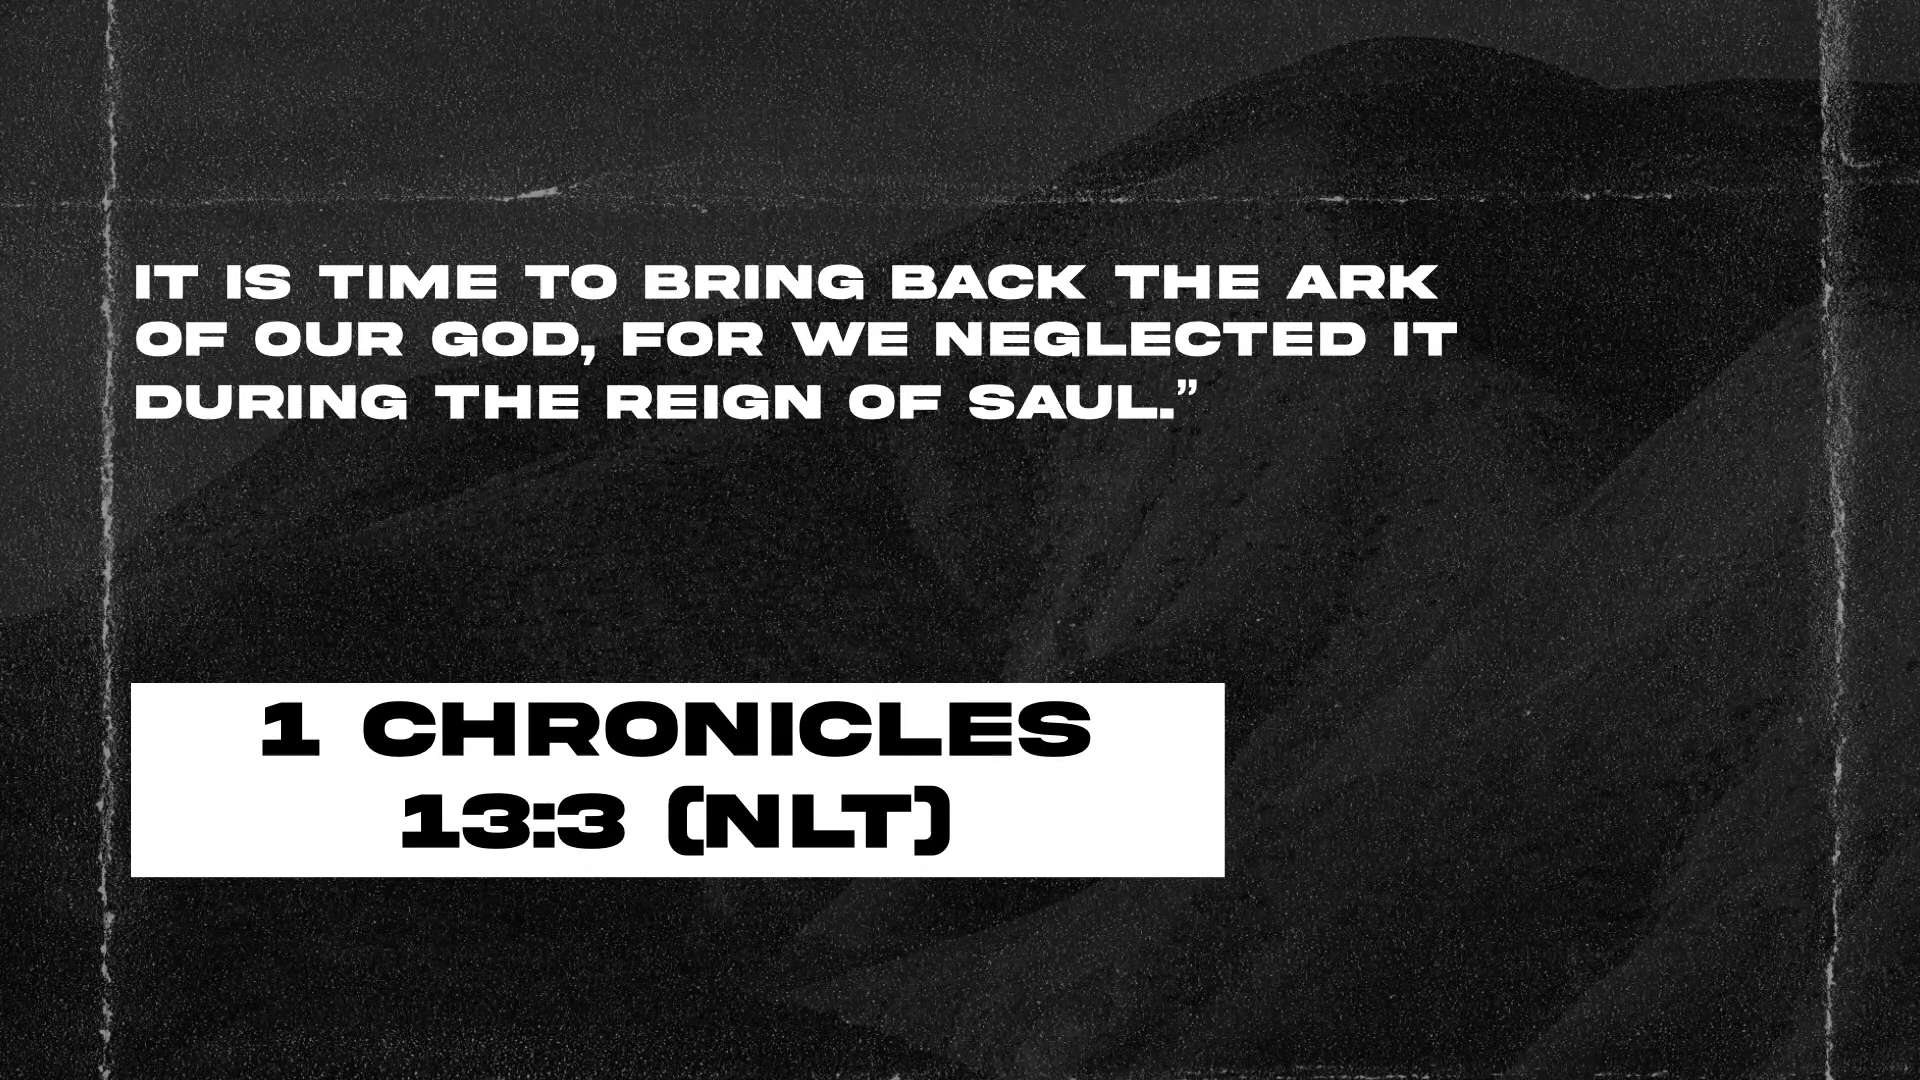 IT IS TIME TO BRING BACK THE ARK
OF OUR GOD, FOR WE NEGLECTED IT
DURING THE REIGN OF SAUL.”
1 CHRONICLES
13:3 (NLT)